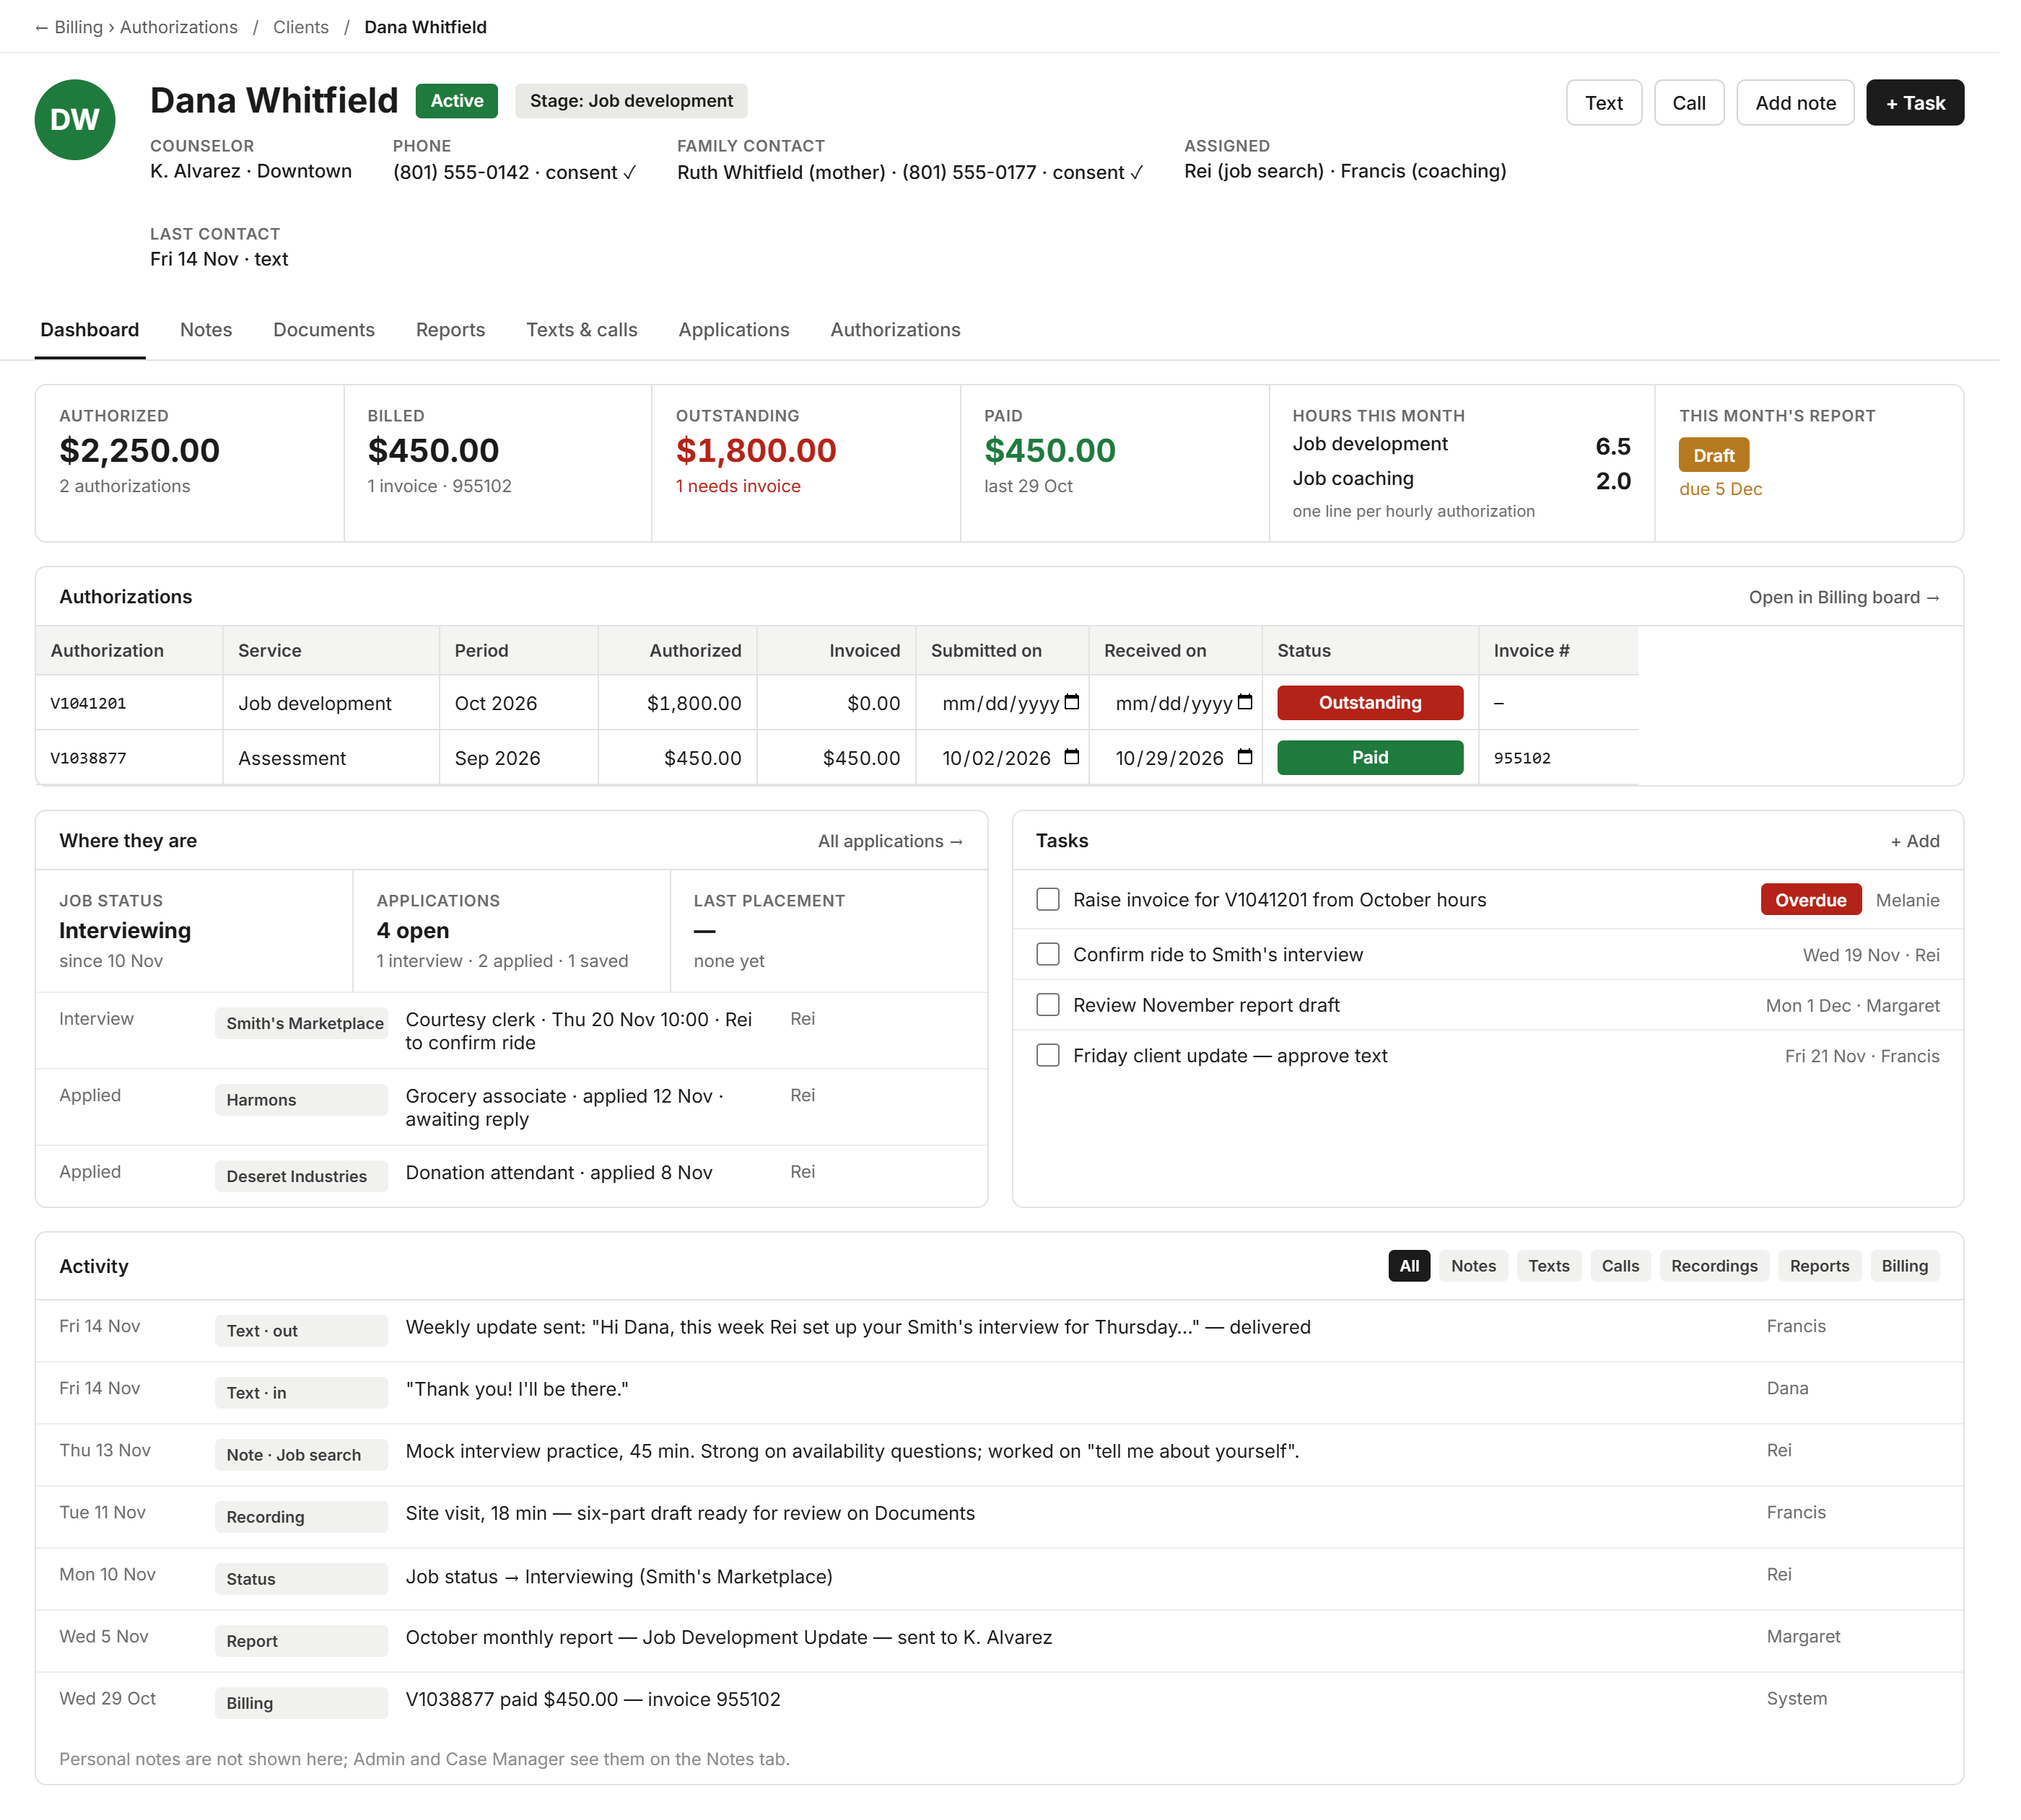 ← Billing › Authorizations / Clients / Dana Whitfield
DW
Dana Whitfield Active Stage: Job development
Text Call Add note + Task
COUNSELOR
K. Alvarez · Downtown
PHONE
(801) 555-0142 · consent ✓
FAMILY CONTACT
Ruth Whitfield (mother) · (801) 555-0177 · consent ✓
ASSIGNED
Rei (job search) · Francis (coaching)
LAST CONTACT
Fri 14 Nov · text
Dashboard Notes Documents Reports Texts & calls Applications Authorizations
AUTHORIZED
$2,250.00
2 authorizations
BILLED
$450.00
1 invoice · 955102
OUTSTANDING
$1,800.00
1 needs invoice
PAID
$450.00
last 29 Oct
HOURS THIS MONTH
Job development 6.5
Job coaching 2.0
one line per hourly authorization
THIS MONTH'S REPORT
Draft
due 5 Dec
Authorizations Open in Billing board →
Authorization Service Period Authorized Invoiced Submitted on Received on Status Invoice #
V1041201 Job development Oct 2026 $1,800.00 $0.00 mm/dd/yyyy mm/dd/yyyy Outstanding –
V1038877 Assessment Sep 2026 $450.00 $450.00 10/02/2026 10/29/2026 Paid 955102
Where they are All applications →
JOB STATUS
Interviewing
since 10 Nov
APPLICATIONS
4 open
1 interview · 2 applied · 1 saved
LAST PLACEMENT
—
none yet
Interview Smith's Marketplace Courtesy clerk · Thu 20 Nov 10:00 · Rei Rei
to confirm ride
Applied Harmons Grocery associate · applied 12 Nov · Rei
awaiting reply
Applied Deseret Industries Donation attendant · applied 8 Nov Rei
Tasks + Add
Raise invoice for V1041201 from October hours Overdue Melanie
Confirm ride to Smith's interview Wed 19 Nov · Rei
Review November report draft Mon 1 Dec · Margaret
Friday client update — approve text Fri 21 Nov · Francis
Activity All Notes Texts Calls Recordings Reports Billing
Fri 14 Nov Text · out Weekly update sent: "Hi Dana, this week Rei set up your Smith's interview for Thursday…" — delivered Francis
Fri 14 Nov Text · in "Thank you! I'll be there." Dana
Thu 13 Nov Note · Job search Mock interview practice, 45 min. Strong on availability questions; worked on "tell me about yourself". Rei
Tue 11 Nov Recording Site visit, 18 min — six-part draft ready for review on Documents Francis
Mon 10 Nov Status Job status → Interviewing (Smith's Marketplace) Rei
Wed 5 Nov Report October monthly report — Job Development Update — sent to K. Alvarez Margaret
Wed 29 Oct Billing V1038877 paid $450.00 — invoice 955102 System
Personal notes are not shown here; Admin and Case Manager see them on the Notes tab.